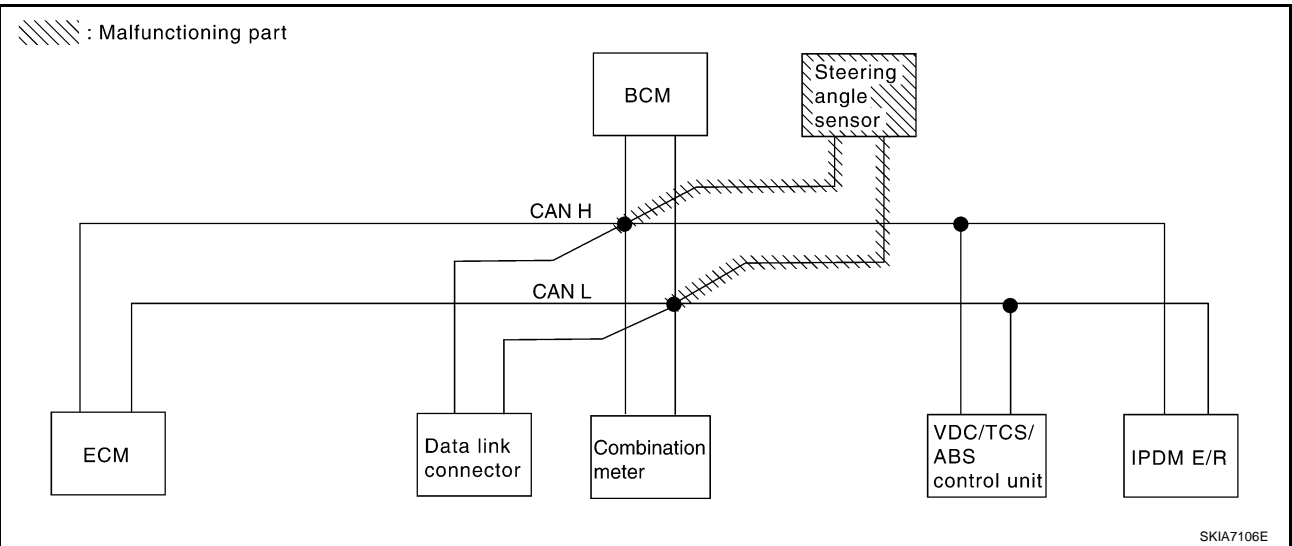 : Malfunctioning part
BCM
Steering
angle
sensor
CAN H
CAN L
ECM
Data link
connector
Combination
meter
VDC/TCS/
ABS
control unit
IPDM E/R
SKIA7106E